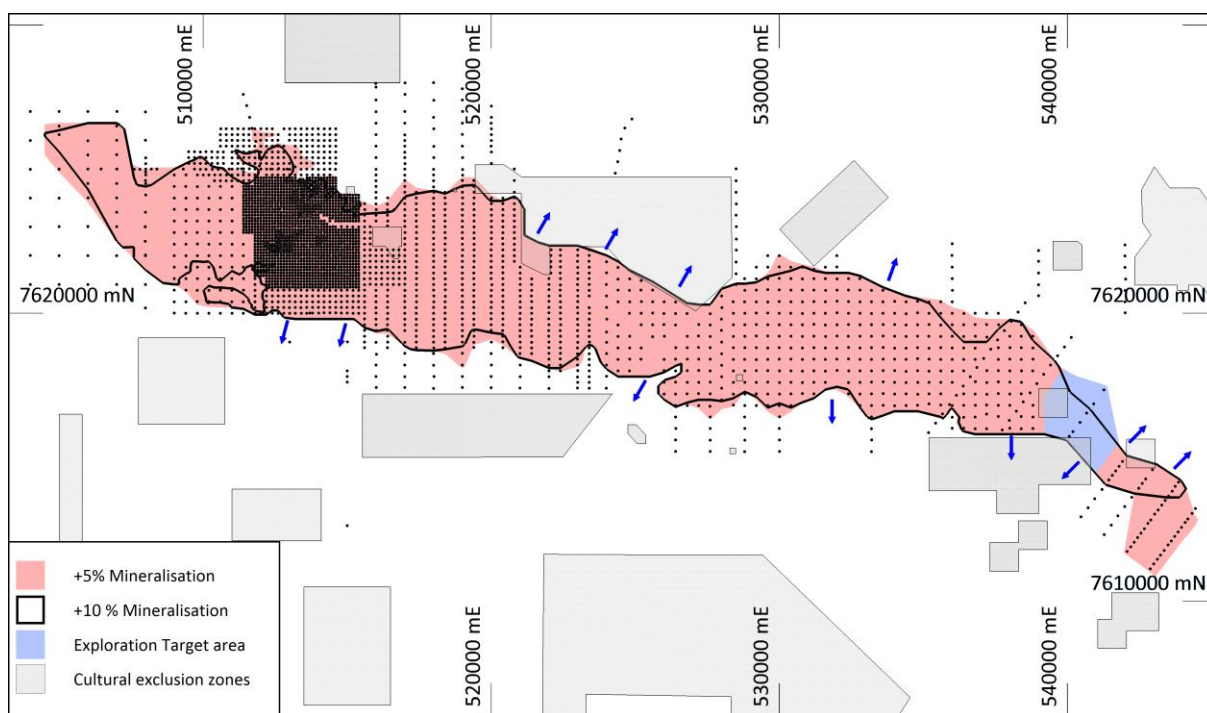 510000 mE
520000 mE
530000 mE
540000 mE
7620000 mN
7620000 mN
7610000 mN
520000 mE
530000 mE
540000 mE
+5% Mineralisation
+10 % Mineralisation
Exploration Target area
Cultural exclusion zones